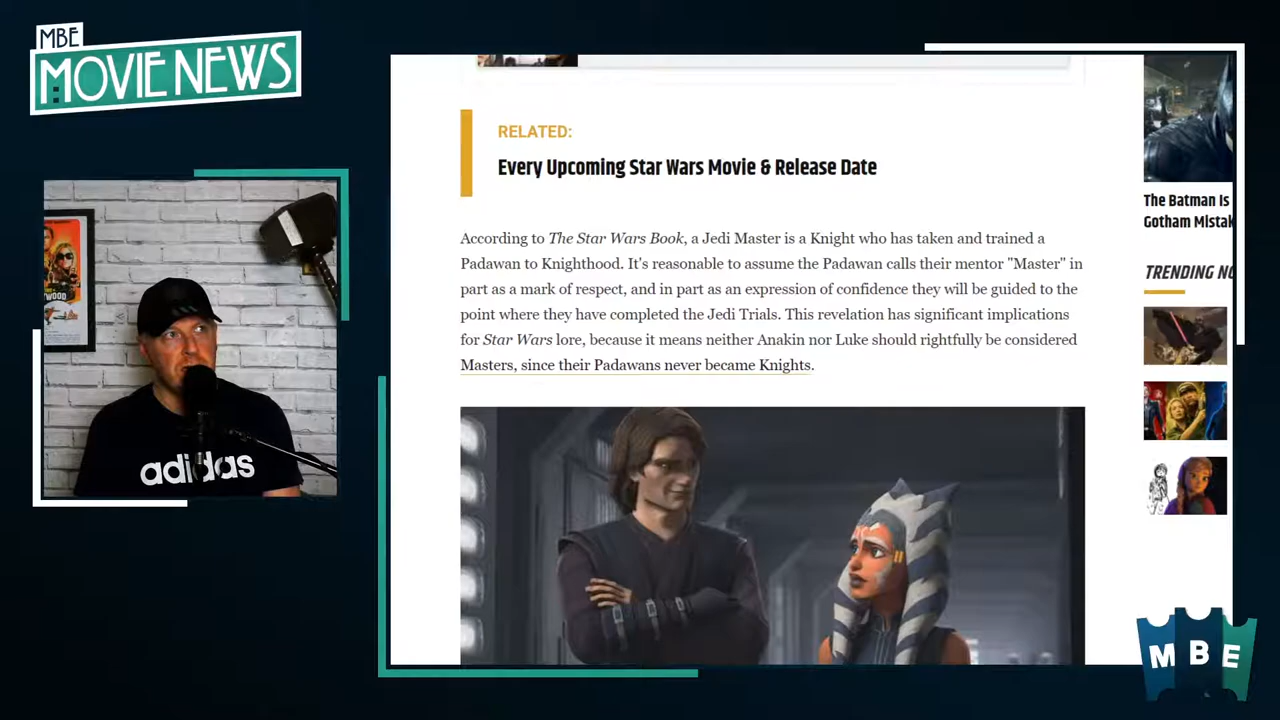 MBE
MOVIE NEWS
RELATED:
Every Upcoming Star Wars Movie & Release Date
According to The Star Wars Book, a Jedi Master is a Knight who has taken and trained a
Padawan to Knighthood. It's reasonable to assume the Padawan calls their mentor "Master" in
part as a mark of respect, and in part as an expression of confidence they will be guided to the
point where they have completed the Jedi Trials. This revelation has significant implications
for Star Wars lore, because it means neither Anakin nor Luke should rightfully be considered
Masters, since their Padawans never became Knights.
The Batman Is
Gotham Mistak
TRENDING NO
YWOOD
adidas
MBE